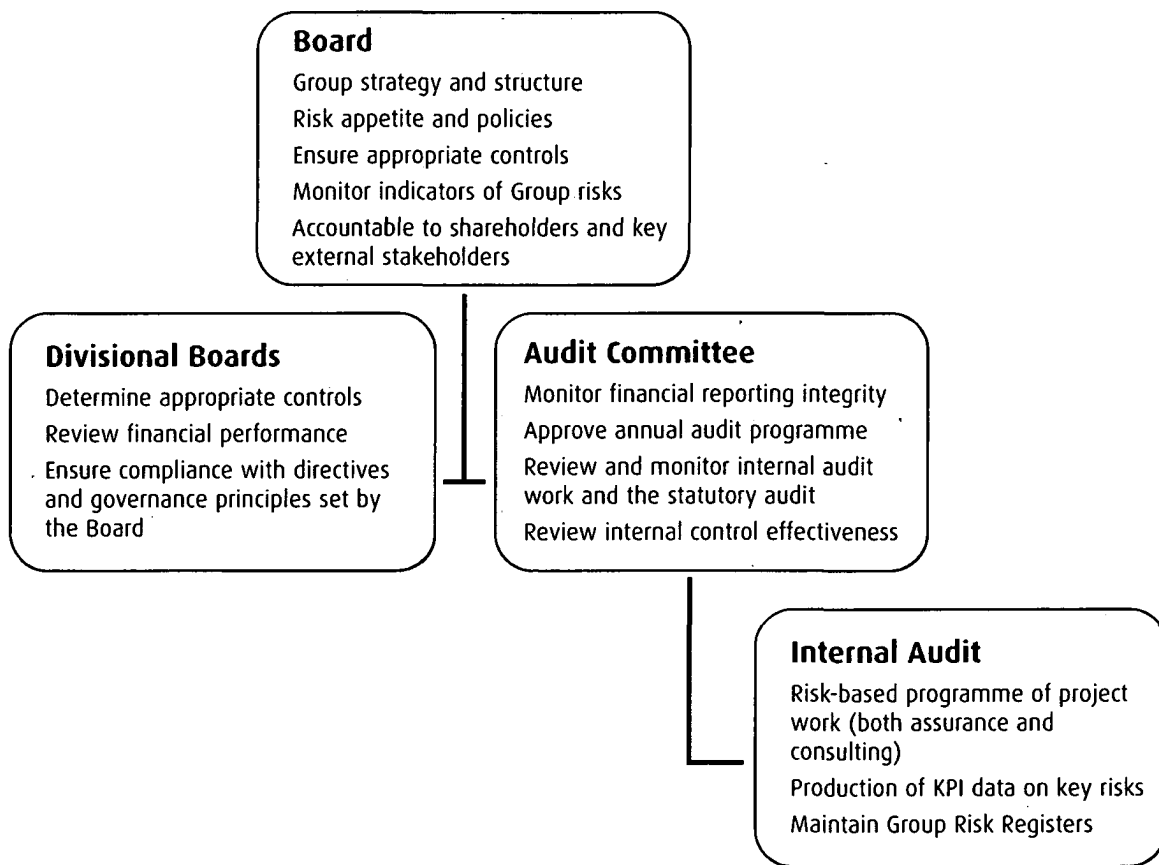 Board
Group strategy and structure
Risk appetite and policies
Ensure appropriate controls
Monitor indicators of Group risks
Accountable to shareholders and key
external stakeholders
Divisional Boards
Determine appropriate controls
Review financial performance
Ensure compliance with directives
and governance principles set by
the Board
Audit Committee
Monitor financial reporting integrity
Approve annual audit programme
Review and monitor internal audit
work and the statutory audit
Review internal control effectiveness
Internal Audit
Risk-based programme of project
work (both assurance and
consulting)
Production of KPI data on key risks
Maintain Group Risk Registers